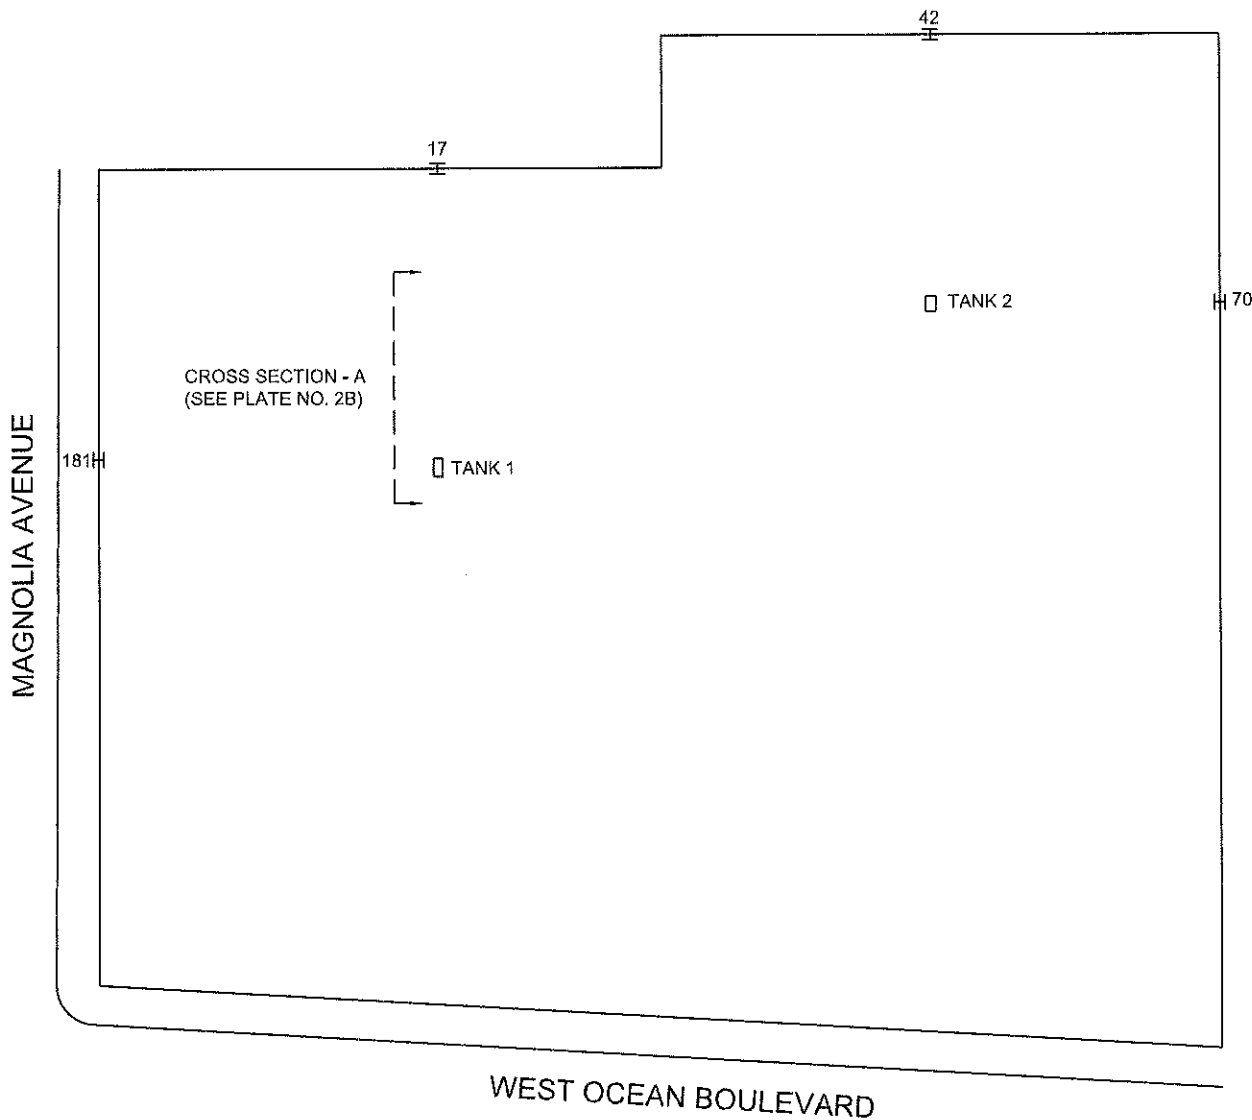 42
17
70
TANK 2
CROSS SECTION - A
(SEE PLATE NO. 2B)
181
TANK 1
MAGNOLIA AVENUE
WEST OCEAN BOULEVARD